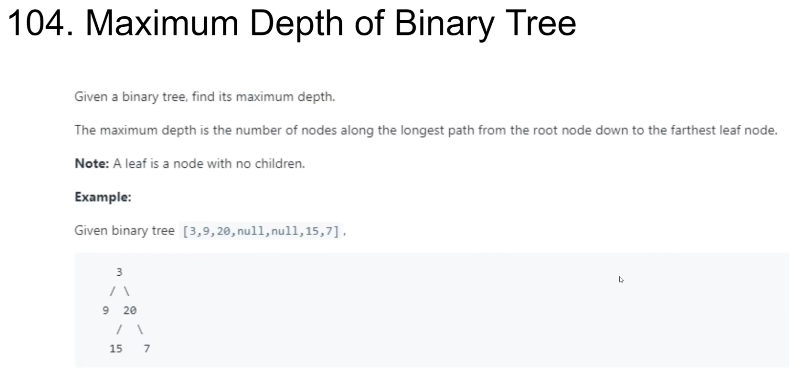 104. Maximum Depth of Binary Tree
Given a binary tree, find its maximum depth.
The maximum depth is the number of nodes along the longest path from the root node down to the farthest leaf node.
Note: A leaf is a node with no children.
Example:
Given binary tree [3,9,20,null,null,15,7],
3
/ \
9 20
/ \
15 7